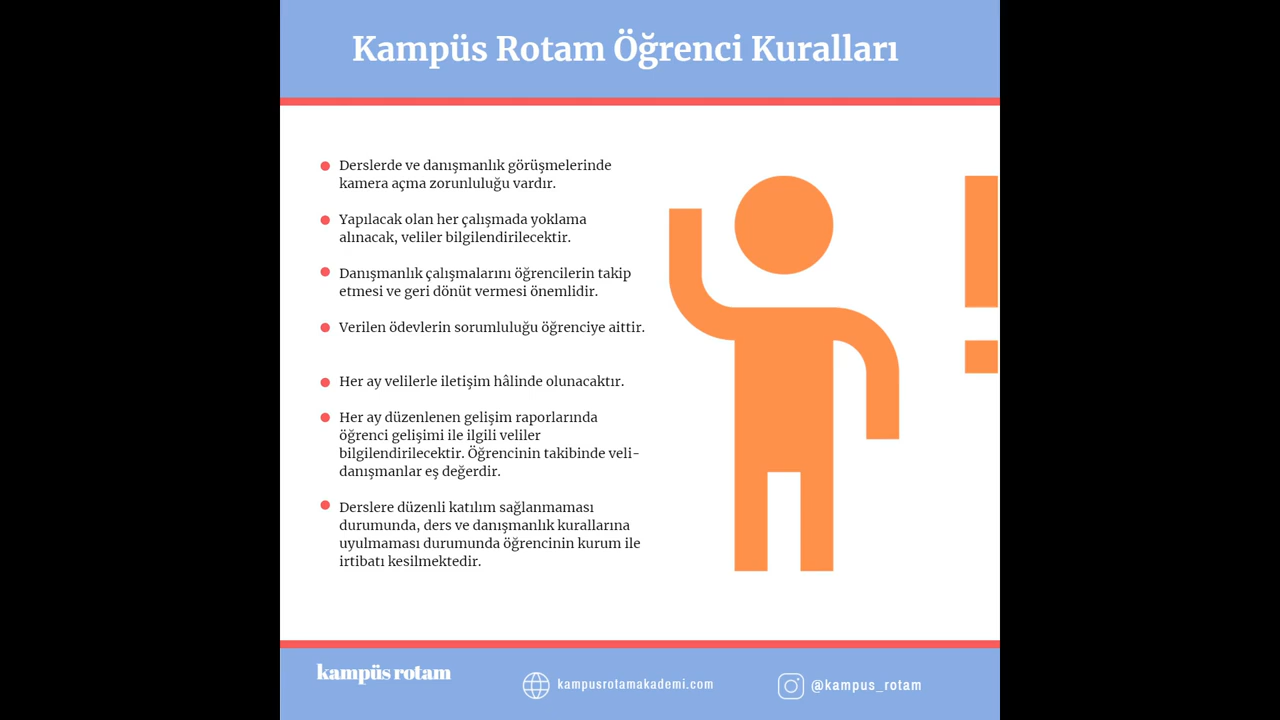 Kampüs Rotam Öğrenci Kuralları
Derslerde ve danışmanlık görüşmelerinde
kamera açma zorunluluğu vardır.
Yapılacak olan her çalışmada yoklama
alınacak, veliler bilgilendirilecektir.
Danışmanlık çalışmalarını öğrencilerin takip
etmesi ve geri dönüt vermesi önemlidir.
Verilen ödevlerin sorumluluğu öğrenciye aittir.
Her ay velilerle iletişim hâlinde olunacaktır.
Her ay düzenlenen gelişim raporlarında
öğrenci gelişimi ile ilgili veliler
bilgilendirilecektir. Öğrencinin takibinde veli-
danışmanlar eş değerdir.
Derslere düzenli katılım sağlanmaması
durumunda, ders ve danışmanlık kurallarına
uyulmaması durumunda öğrencinin kurum ile
irtibatı kesilmektedir.
kampüs rotam
kampusrotamakademi.com
@kampus_rotam